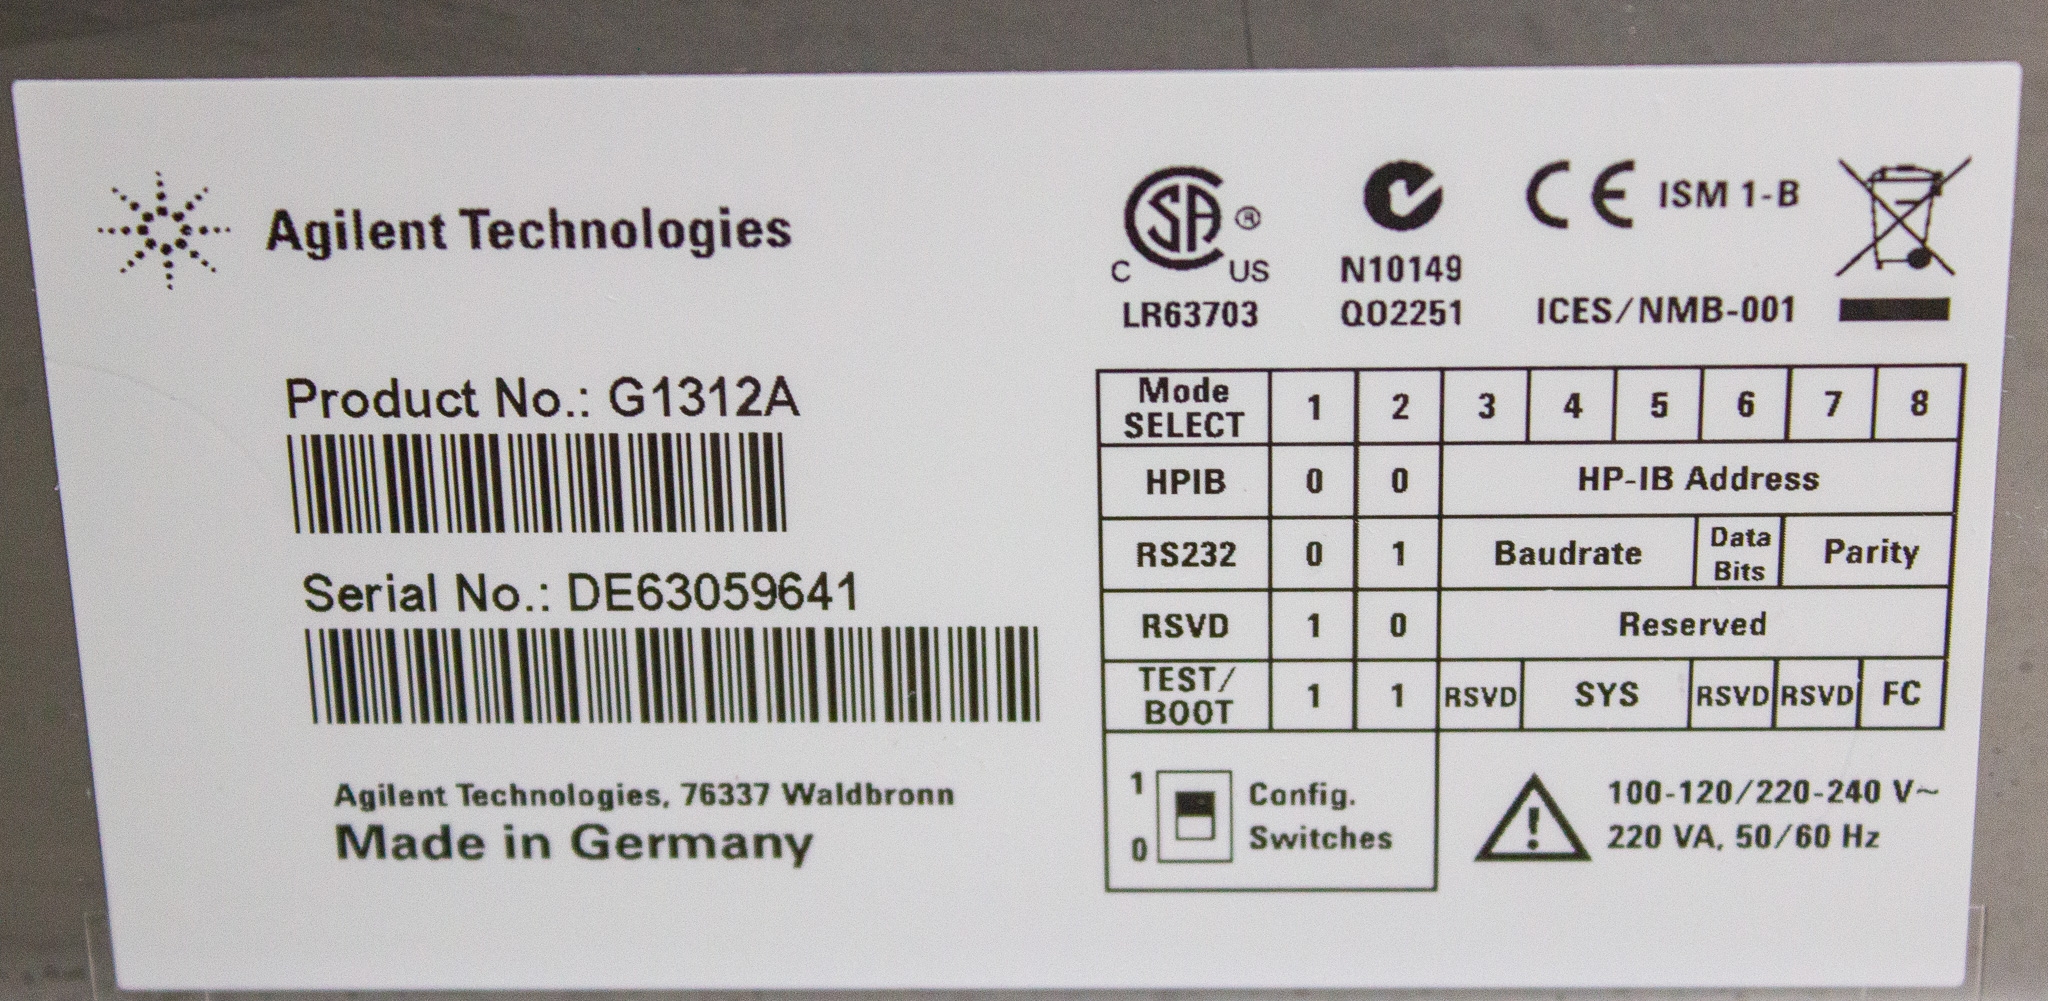 Agilent Technologies
Product No.: G1312A
Serial No.: DE63059641
Agilent Technologies, 76337 Waldbronn
Made in Germany
SA ®
C US
LR63703
N10149
Q02251
CE ISM 1-B
ICES/NMB-001
Mode SELECT 1 2 3 4 5 6 7 8
HPIB 0 0 HP-IB Address
RS232 0 1 Baudrate Data Bits Parity
RSVD 1 0 Reserved
TEST/BOOT 1 1 RSVD SYS RSVD RSVD FC
1 Config.
0 Switches
100-120/220-240 V~
220 VA, 50/60 Hz